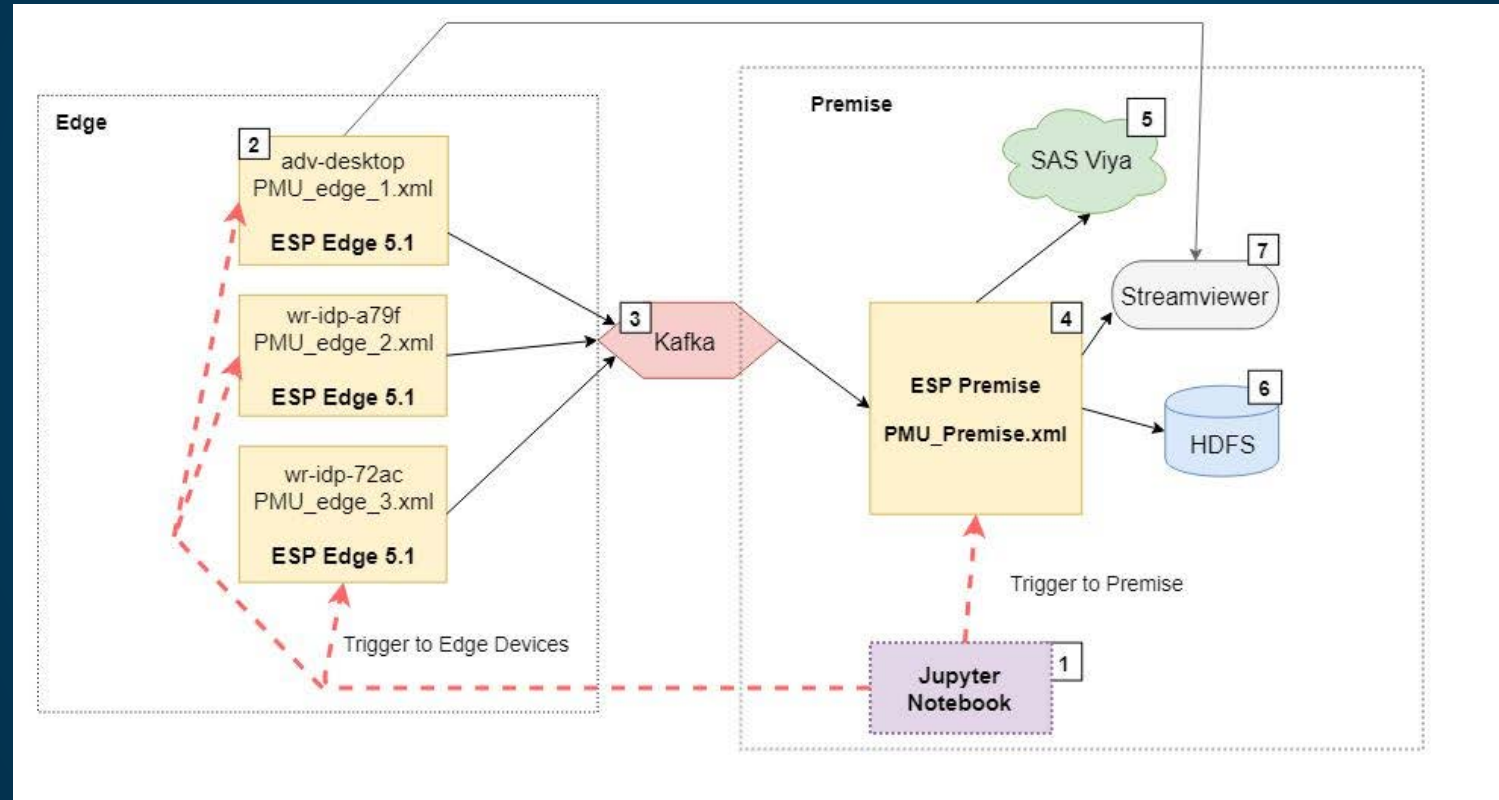 Edge
2
adv-desktop
PMU_edge_1.xml
ESP Edge 5.1
wr-idp-a79f
PMU_edge_2.xml
ESP Edge 5.1
wr-idp-72ac
PMU_edge_3.xml
ESP Edge 5.1
Trigger to Edge Devices
3
Kafka
Premise
5
SAS Viya
7
Streamviewer
4
ESP Premise
PMU_Premise.xml
6
HDFS
Trigger to Premise
1
Jupyter
Notebook